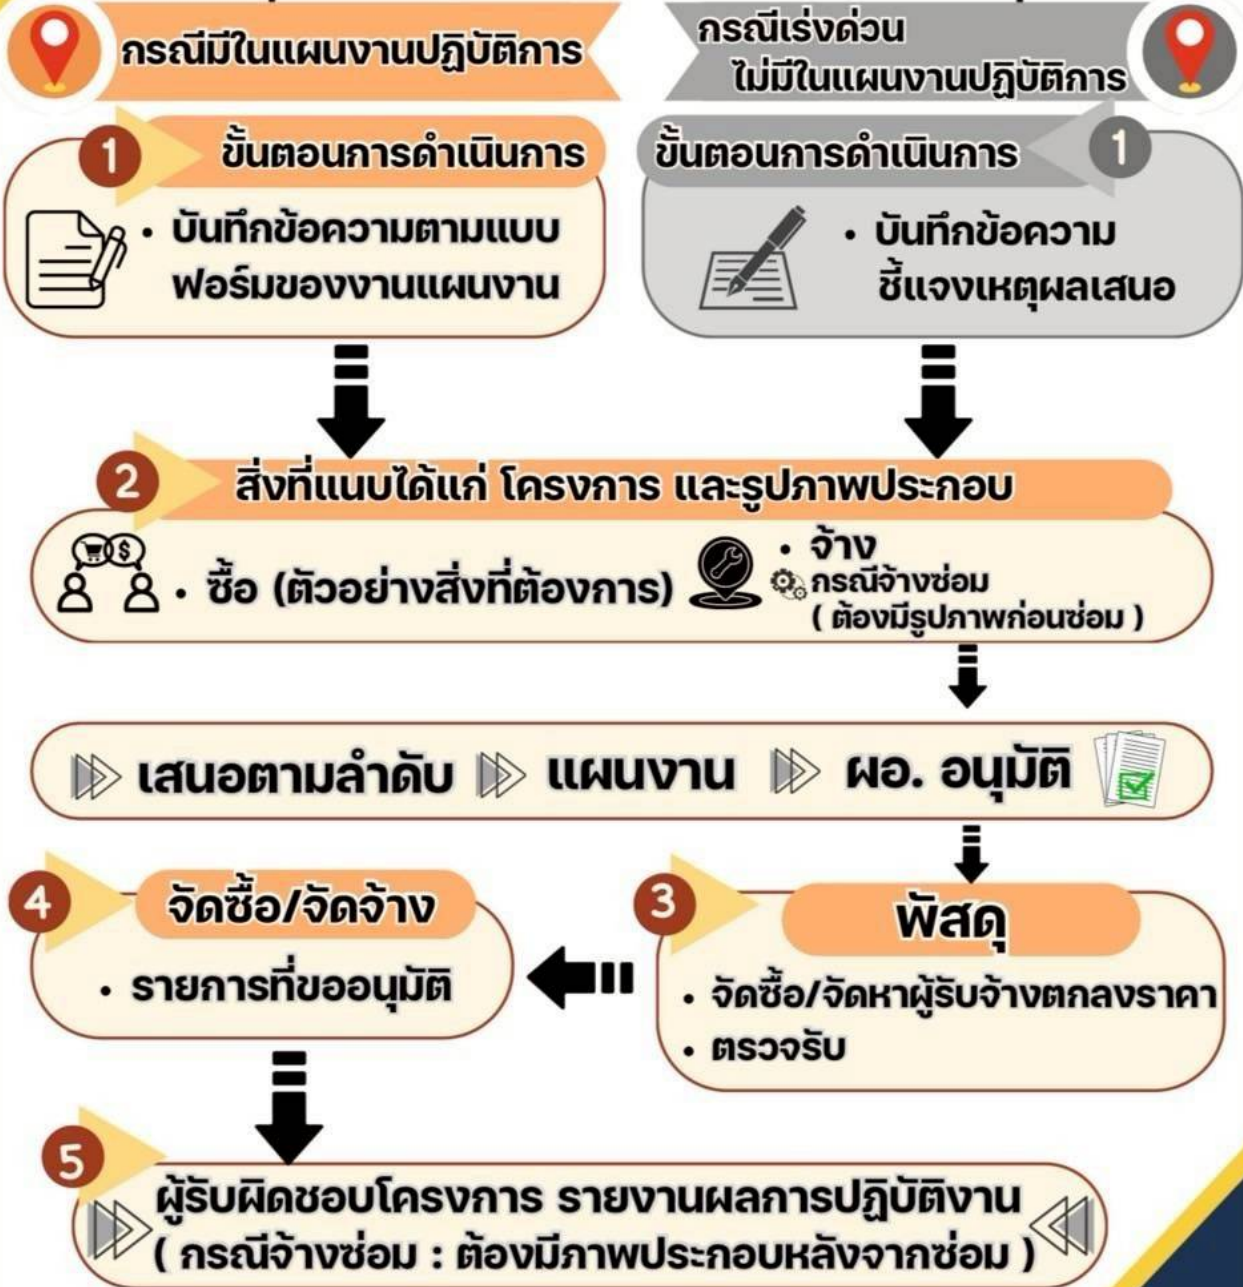 กรณีมีในแผนงานปฏิบัติการ
กรณีเร่งด่วน
ไม่มีในแผนงานปฏิบัติการ
1
ขั้นตอนการดำเนินการ
• บันทึกข้อความตามแบบ
ฟอร์มของงานแผนงาน
ขั้นตอนการดำเนินการ
1
• บันทึกข้อความ
ชี้แจงเหตุผลเสนอ
2
สิ่งที่แนบได้แก่ โครงการ และรูปภาพประกอบ
$
• ซื้อ (ตัวอย่างสิ่งที่ต้องการ)
• จ้าง
กรณีจ้างซ่อม
( ต้องมีรูปภาพก่อนซ่อม )
เสนอตามลำดับ
แผนงาน
ผอ. อนุมัติ
4
จัดซื้อ/จัดจ้าง
• รายการที่ขออนุมัติ
3
พัสดุ
• จัดซื้อ/จัดหาผู้รับจ้างตกลงราคา
• ตรวจรับ
5
ผู้รับผิดชอบโครงการ รายงานผลการปฏิบัติงาน
( กรณีจ้างซ่อม : ต้องมีภาพประกอบหลังจากซ่อม )